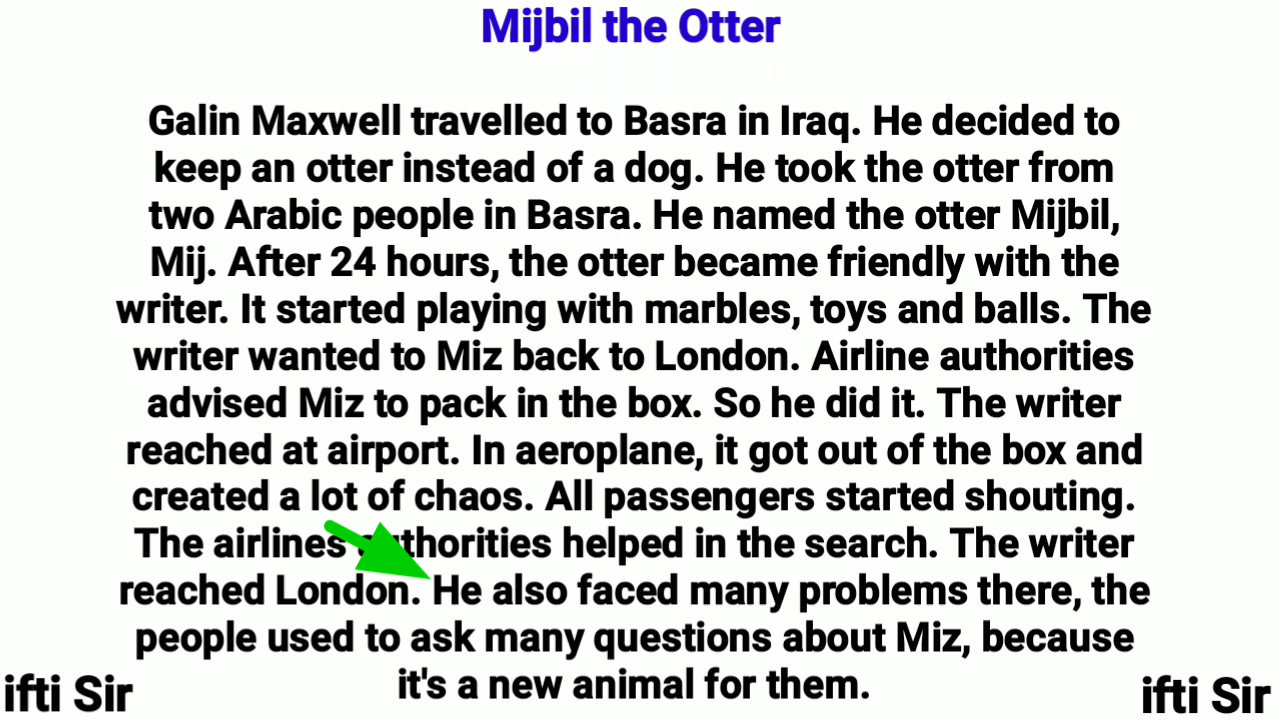 Mijbil the Otter
Galin Maxwell travelled to Basra in Iraq. He decided to
keep an otter instead of a dog. He took the otter from
two Arabic people in Basra. He named the otter Mijbil,
Mij. After 24 hours, the otter became friendly with the
writer. It started playing with marbles, toys and balls. The
writer wanted to Miz back to London. Airline authorities
advised Miz to pack in the box. So he did it. The writer
reached at airport. In aeroplane, it got out of the box and
created a lot of chaos. All passengers started shouting.
The airlines authorities helped in the search. The writer
reached London. He also faced many problems there, the
people used to ask many questions about Miz, because
it's a new animal for them.
ifti Sir
ifti Sir